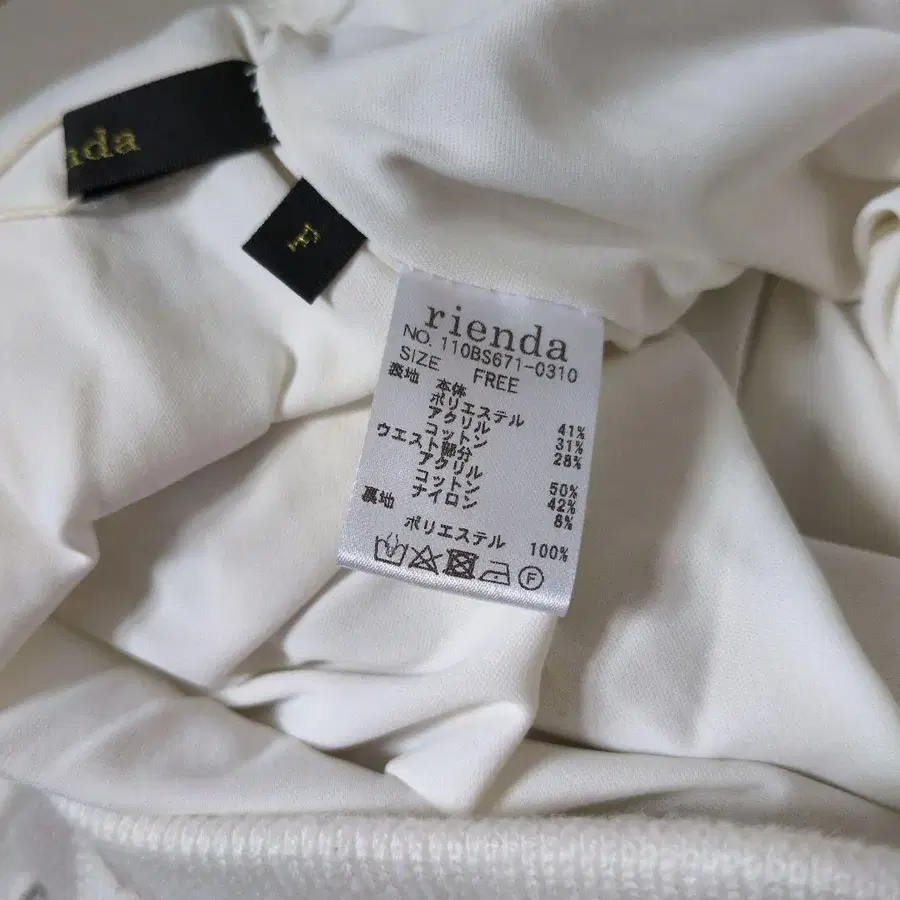 nda
F
rienda
NO. 110BS671-0310
SIZE FREE
表地 本体
ポリエステル 41%
アクリル 31%
コットン 28%
ウエスト部分
アクリル 50%
コットン 42%
ナイロン 8%
裏地
ポリエステル 100%
F